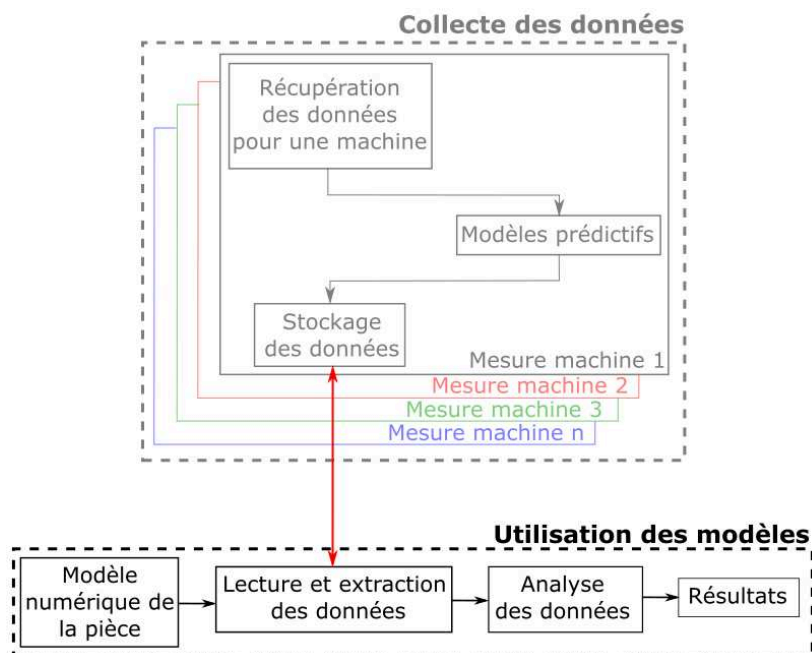 Collecte des données
Récupération
des données
pour une machine
Modèles prédictifs
Stockage
des données
Mesure machine 1
Mesure machine 2
Mesure machine 3
Mesure machine n
Utilisation des modèles
Modèle
numérique de
la pièce
Lecture et extraction
des données
Analyse
des données
Résultats